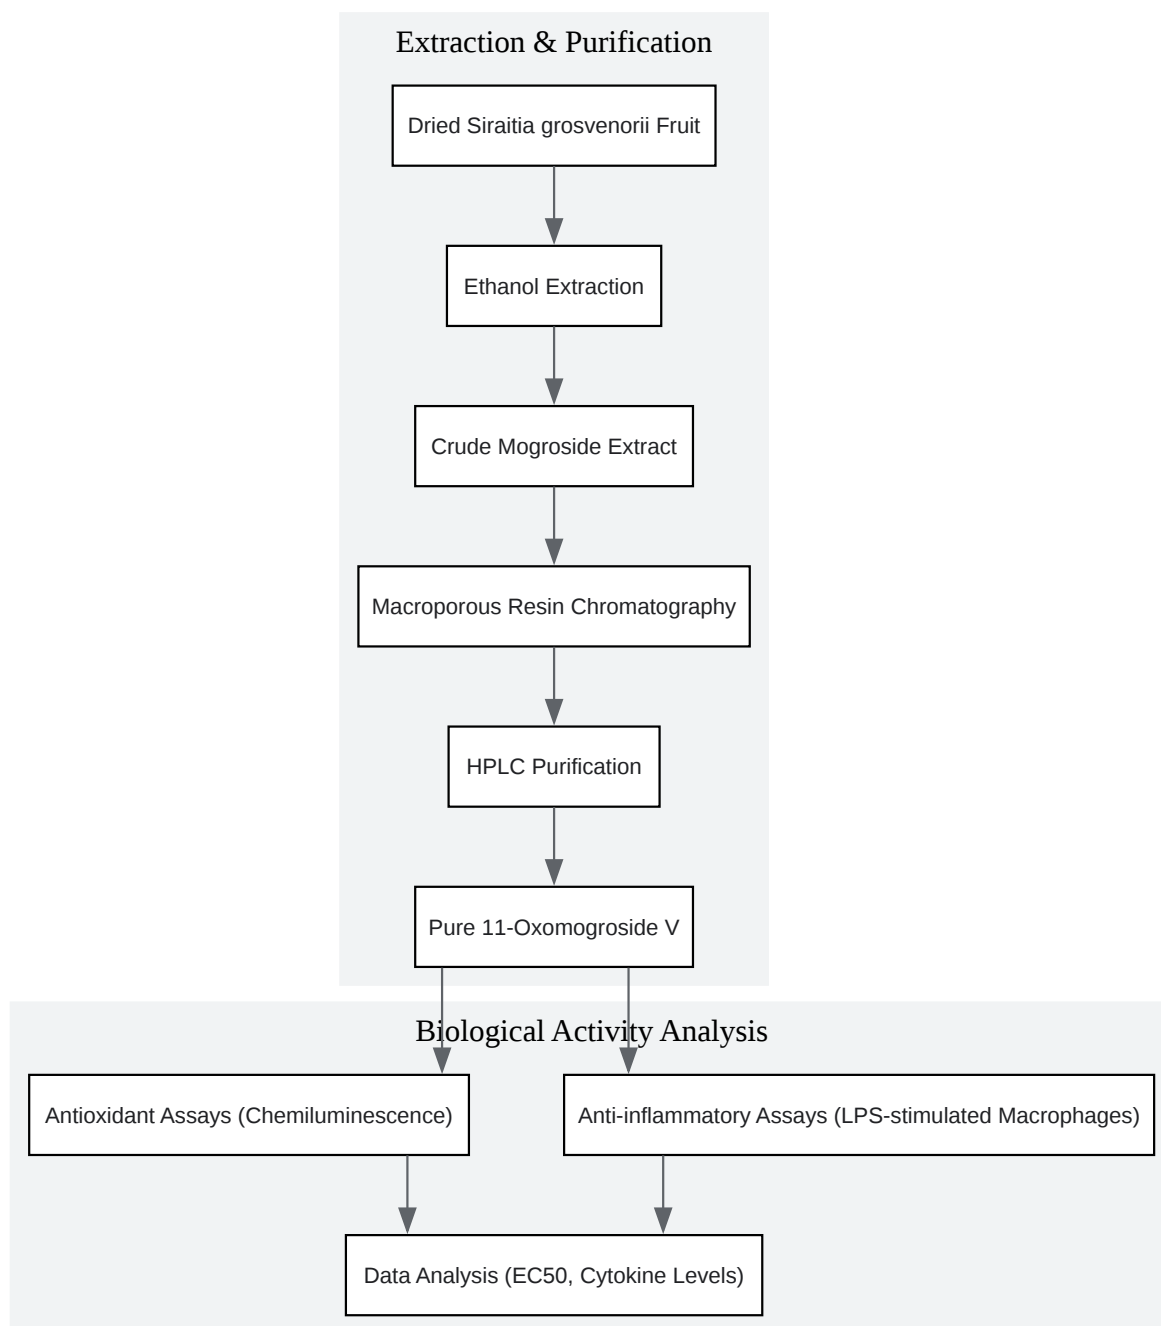 Extraction & Purification
Dried Siraitia grosvenorii Fruit
Ethanol Extraction
Crude Mogroside Extract
Macroporous Resin Chromatography
HPLC Purification
Pure 11-Oxomogroside V
Biological Activity Analysis
Antioxidant Assays (Chemiluminescence)
Anti-inflammatory Assays (LPS-stimulated Macrophages)
Data Analysis (EC50, Cytokine Levels)